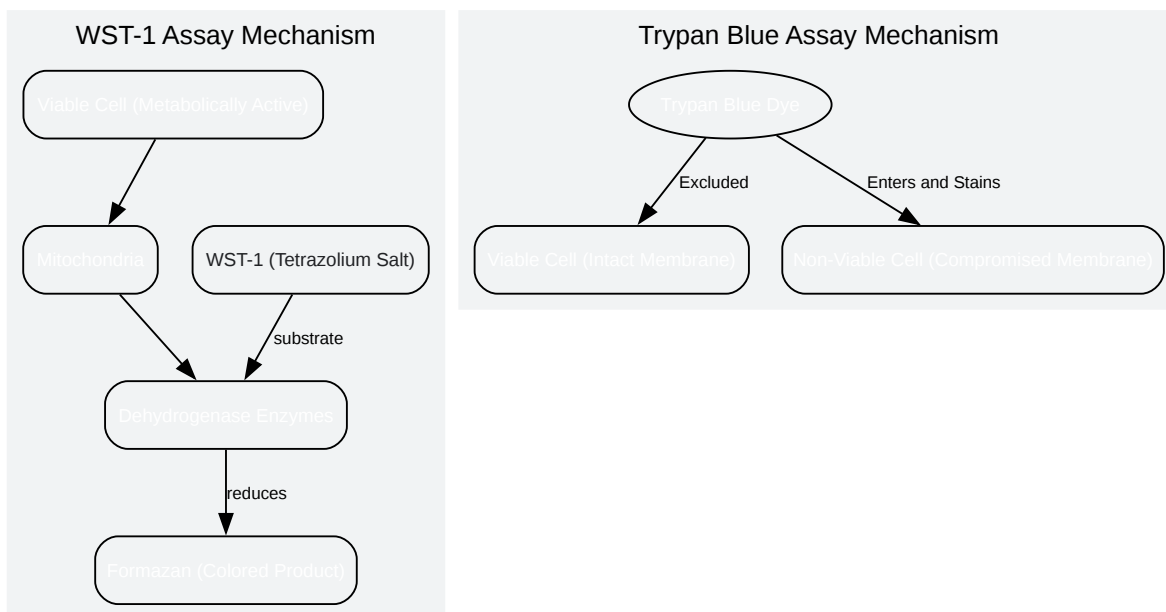 WST-1 Assay Mechanism
Viable Cell (Metabolically Active)
Mitochondria
WST-1 (Tetrazolium Salt)
substrate
Dehydrogenase Enzymes
reduces
Formazan (Colored Product)
Trypan Blue Assay Mechanism
Trypan Blue Dye
Excluded
Enters and Stains
Viable Cell (Intact Membrane)
Non-Viable Cell (Compromised Membrane)